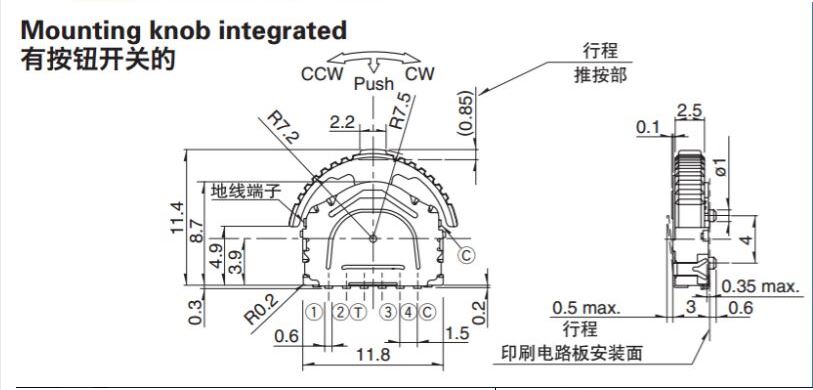 Mounting knob integrated
有按钮开关的
CCW
CW
Push
行程
推按部
R7.2
2.2
R7.5
(0.85)
2.5
0.1
ø1
地线端子
11.4
8.7
4.9
3.9
4
Ⓒ
0.3
R0.2
① ② Ⓣ ③ ④ Ⓒ
0.2
0.6
1.5
11.8
0.35 max.
0.5 max.
3
0.6
行程
印刷电路板安装面